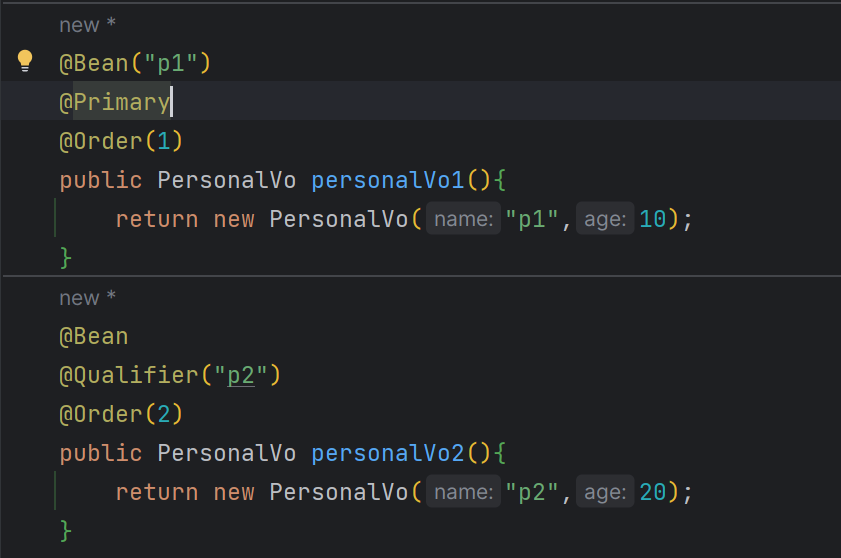 new *
@Bean("p1")
@Primary
@Order(1)
public PersonalVo personalVo1(){
return new PersonalVo( name: "p1", age: 10);
}
new *
@Bean
@Qualifier("p2")
@Order(2)
public PersonalVo personalVo2(){
return new PersonalVo( name: "p2", age: 20);
}